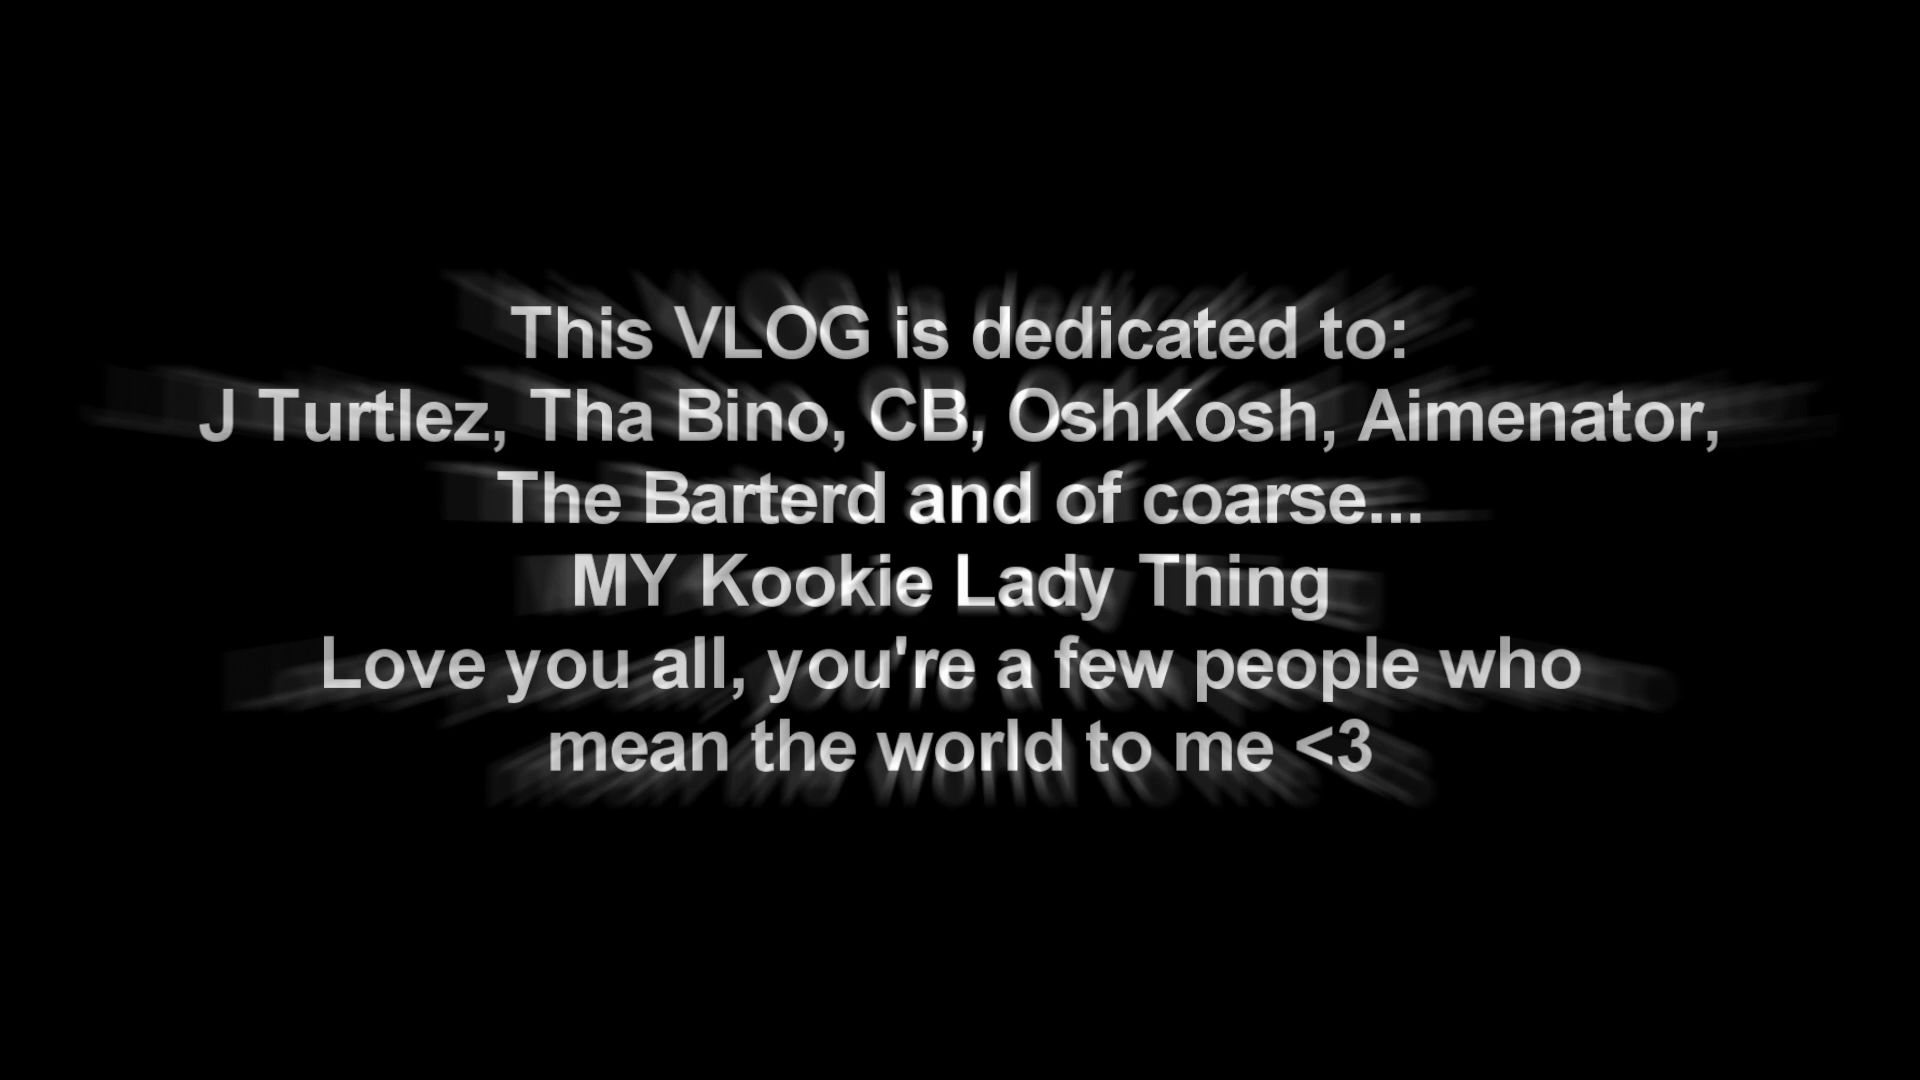 This VLOG is dedicated to:
J Turtlez, Tha Bino, CB, OshKosh, Aimenator,
The Barterd and of coarse...
MY Kookie Lady Thing
Love you all, you're a few people who
mean the world to me <3